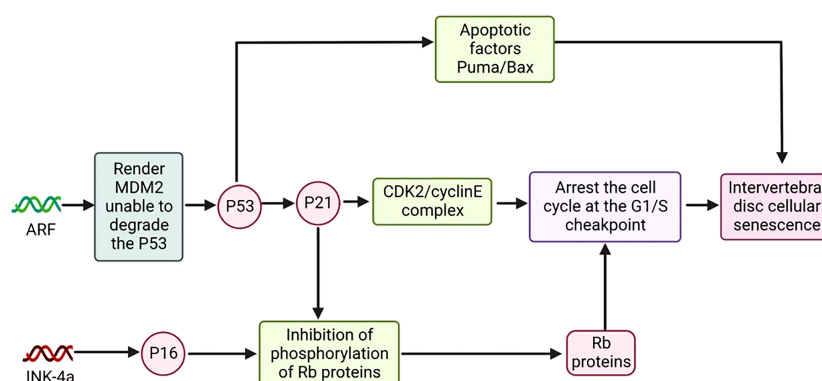 Apoptotic
factors
Puma/Bax
Render
MDM2
unable to
degrade
the P53
ARF
P53
P21
CDK2/cyclinE
complex
Arrest the cell
cycle at the G1/S
checkpoint
Intervertebra
disc cellular
senescence
INK-4a
P16
Inhibition of
phosphorylation
of Rb proteins
Rb
proteins